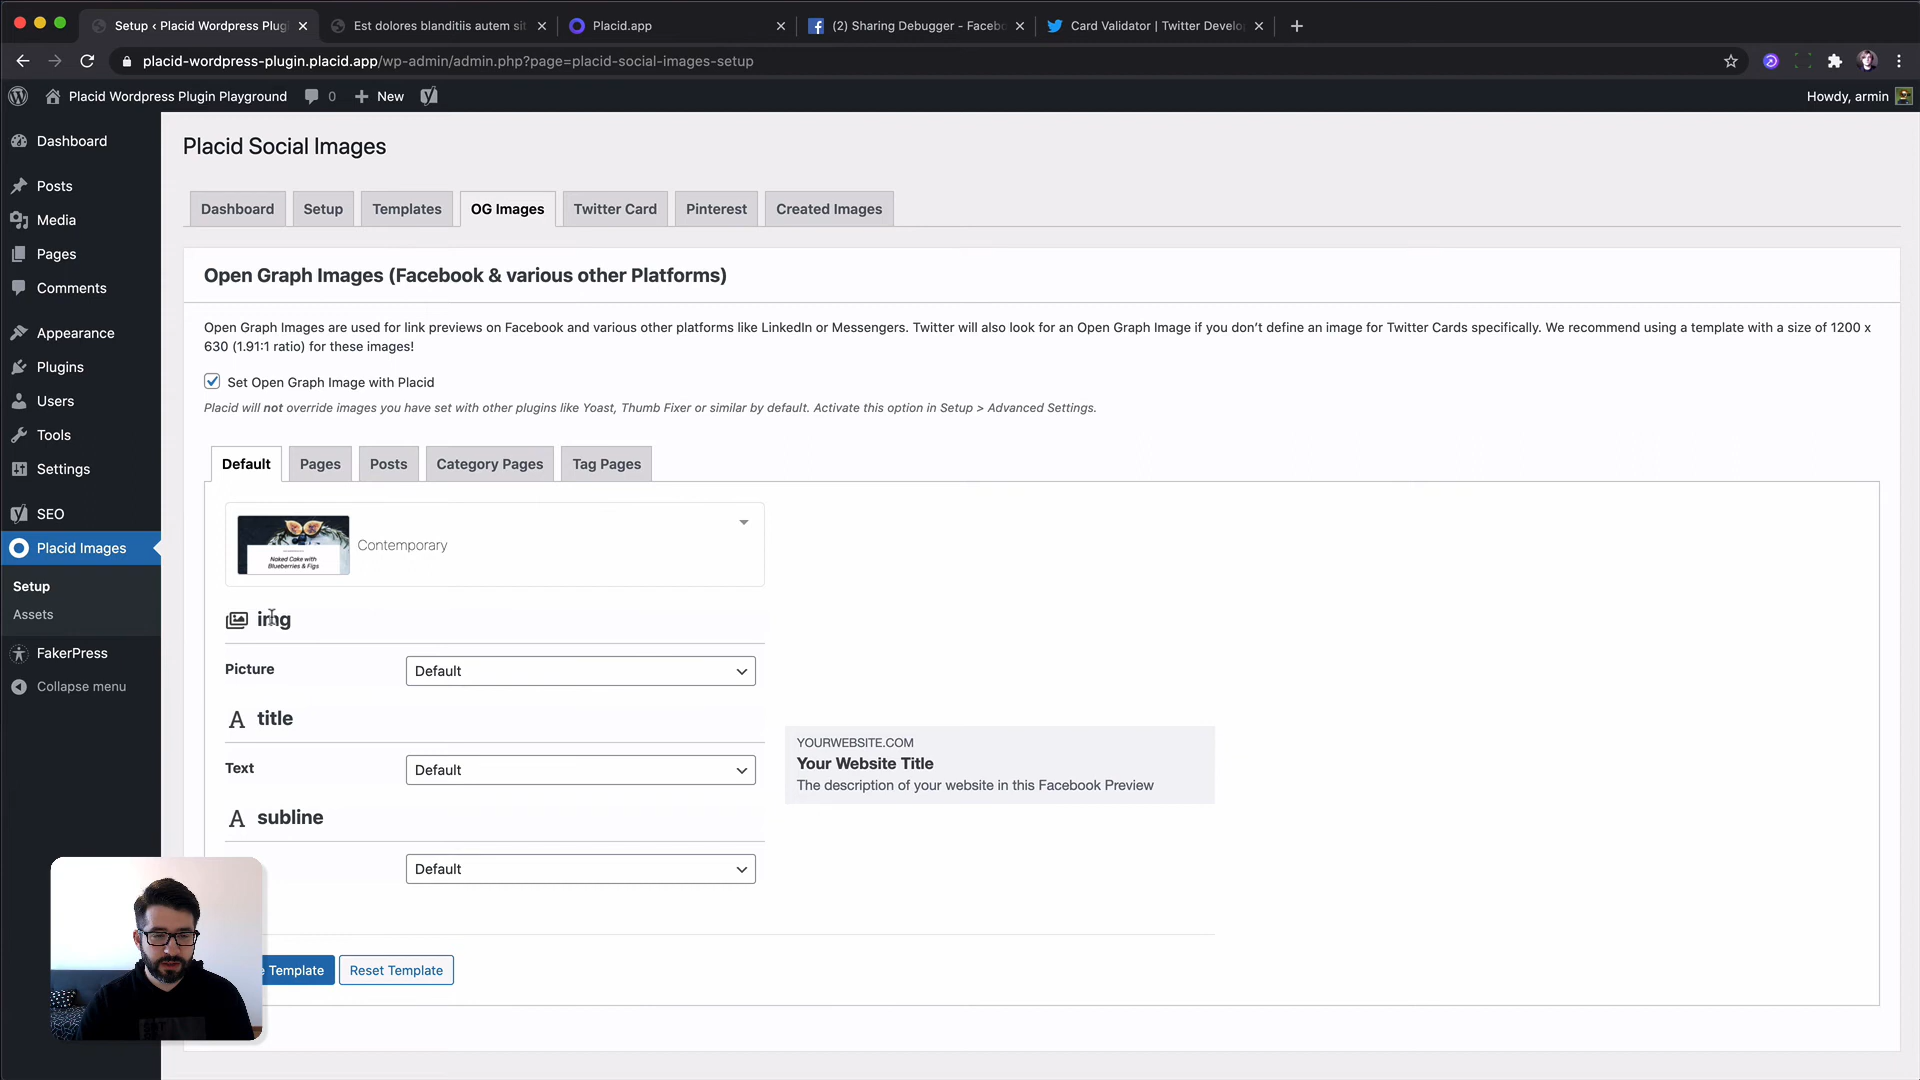 Setup ‹ Placid Wordpress Plugi
Est dolores blanditiis autem sit
Placid.app
(2) Sharing Debugger - Facebo
Card Validator | Twitter Develo
placid-wordpress-plugin.placid.app/wp-admin/admin.php?page=placid-social-images-setup
Placid Wordpress Plugin Playground
0
New
Howdy, armin
Dashboard
Posts
Media
Pages
Comments
Appearance
Plugins
Users
Tools
Settings
SEO
Placid Images
Setup
Assets
FakerPress
Collapse menu
Placid Social Images
Dashboard
Setup
Templates
OG Images
Twitter Card
Pinterest
Created Images
Open Graph Images (Facebook & various other Platforms)
Open Graph Images are used for link previews on Facebook and various other platforms like LinkedIn or Messengers. Twitter will also look for an Open Graph Image if you don’t define an image for Twitter Cards specifically. We recommend using a template with a size of 1200 x
630 (1.91:1 ratio) for these images!
Set Open Graph Image with Placid
Placid will not override images you have set with other plugins like Yoast, Thumb Fixer or similar by default. Activate this option in Setup > Advanced Settings.
Default
Pages
Posts
Category Pages
Tag Pages
Naked Cake with
Blueberries & Figs
Contemporary
img
Picture
Default
A title
Text
Default
A subline
Default
YOURWEBSITE.COM
Your Website Title
The description of your website in this Facebook Preview
Template
Reset Template